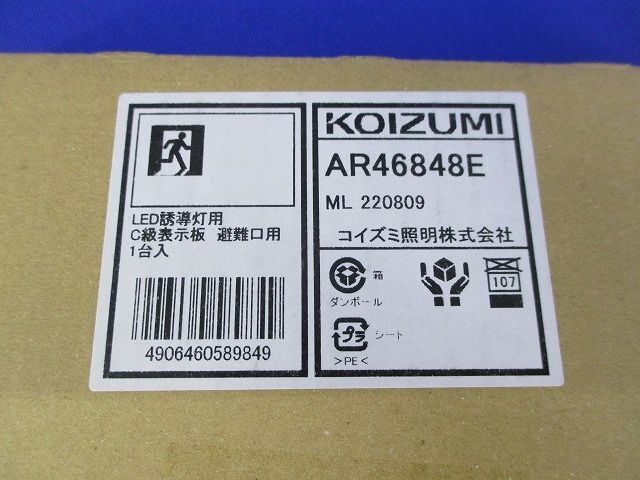 LED誘導灯用
C級表示板 避難口用
1台入
4906460589849
KOIZUMI
AR46848E
ML 220809
コイズミ照明株式会社
箱
ダンボール
プラ
シート
>PE<
107